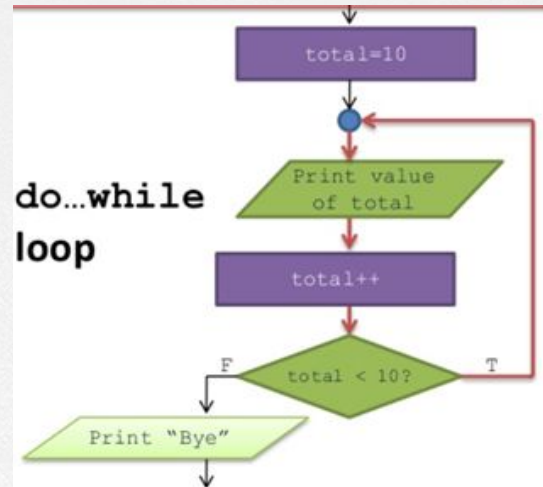 total=10
do…while
loop
Print value
of total
total++
F
total < 10?
T
Print “Bye”